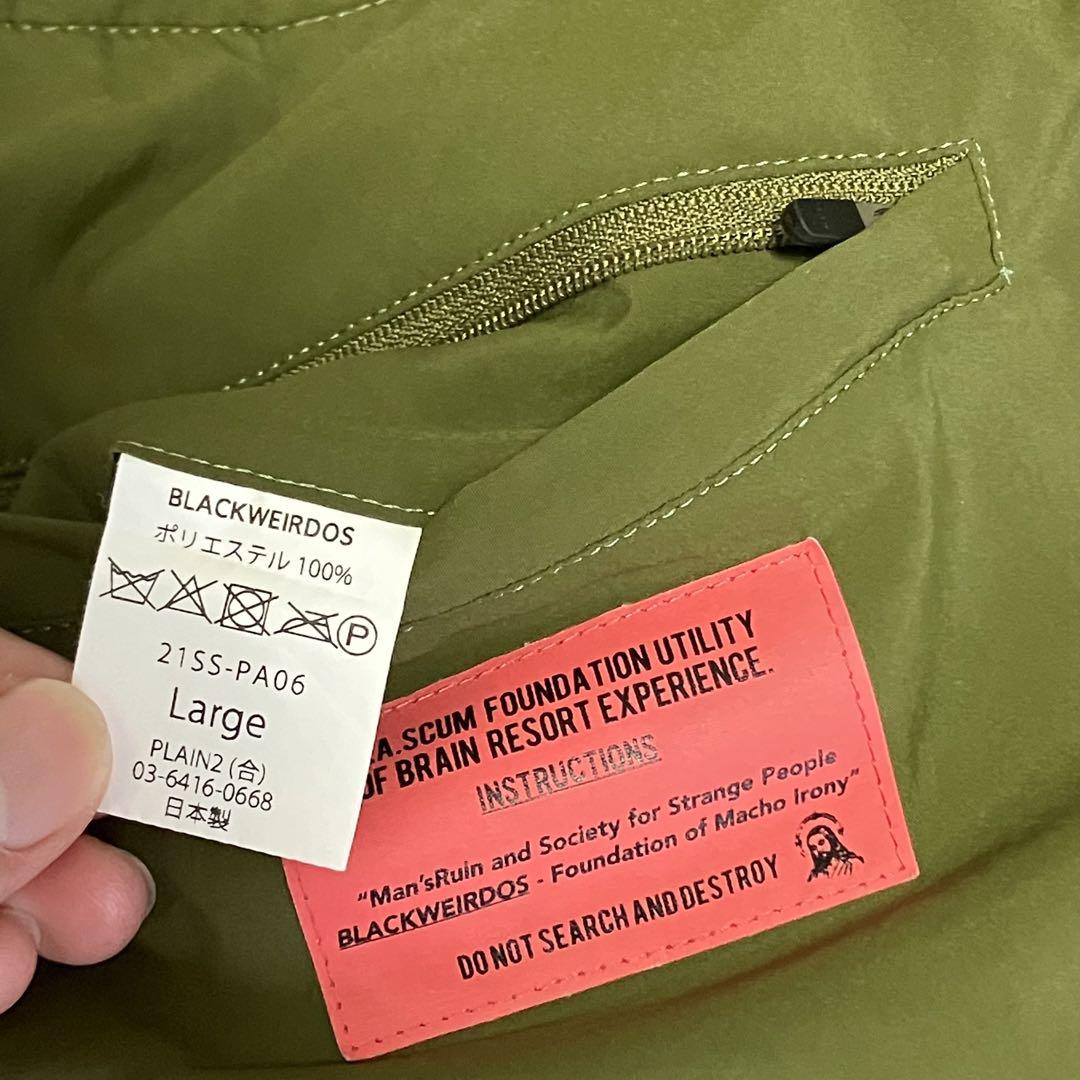 BLACKWEIRDOS
ポリエステル 100%
P
21SS-PA06
Large
PLAIN2 (合)
03-6416-0668
日本製
.A.SCUM FOUNDATION UTILITY
OF BRAIN RESORT EXPERIENCE.
INSTRUCTIONS
"Man'sRuin and Society for Strange People
BLACKWEIRDOS - Foundation of Macho Irony"
DO NOT SEARCH AND DESTROY